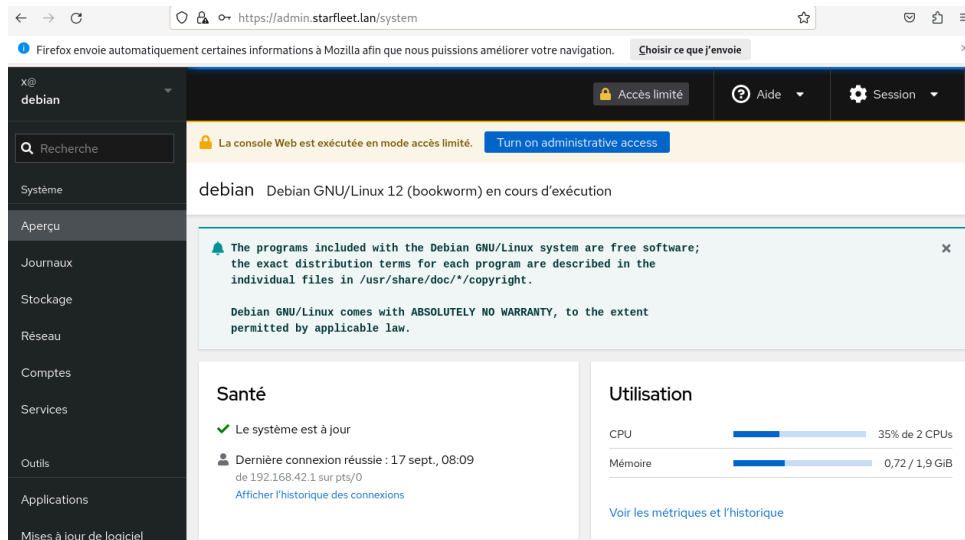 https://admin.starfleet.lan/system
Firefox envoie automatiquement certaines informations à Mozilla afin que nous puissions améliorer votre navigation. Choisir ce que j'envoie
x@
debian
Accès limité
Aide
Session
Recherche
La console Web est exécutée en mode accès limité. Turn on administrative access
Système
debian Debian GNU/Linux 12 (bookworm) en cours d'exécution
Aperçu
Journaux
Stockage
Réseau
Comptes
Services
Outils
Applications
Mises à jour de logiciel
The programs included with the Debian GNU/Linux system are free software;
the exact distribution terms for each program are described in the
individual files in /usr/share/doc/*/copyright.
Debian GNU/Linux comes with ABSOLUTELY NO WARRANTY, to the extent
permitted by applicable law.
Santé
Le système est à jour
Dernière connexion réussie : 17 sept., 08:09
de 192.168.42.1 sur pts/0
Afficher l'historique des connexions
Utilisation
CPU 35% de 2 CPUs
Mémoire 0,72 / 1,9 GiB
Voir les métriques et l'historique